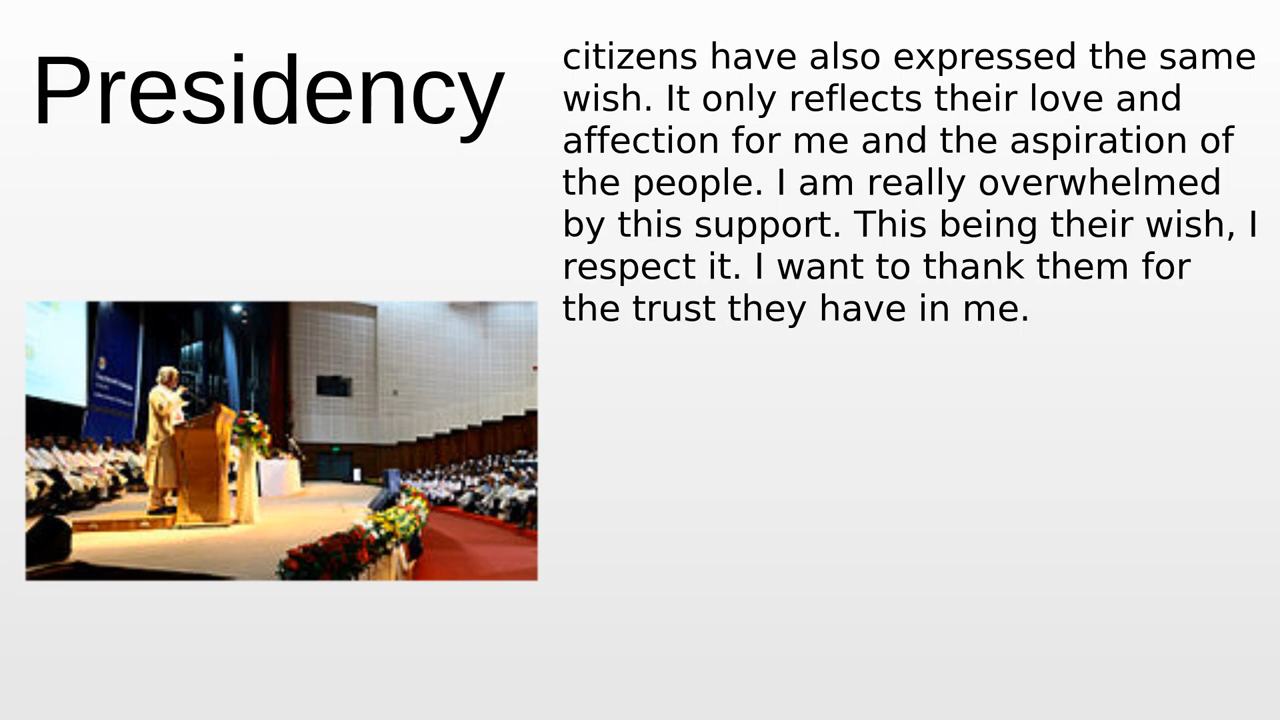 Presidency
citizens have also expressed the same
wish. It only reflects their love and
affection for me and the aspiration of
the people. I am really overwhelmed
by this support. This being their wish, I
respect it. I want to thank them for
the trust they have in me.